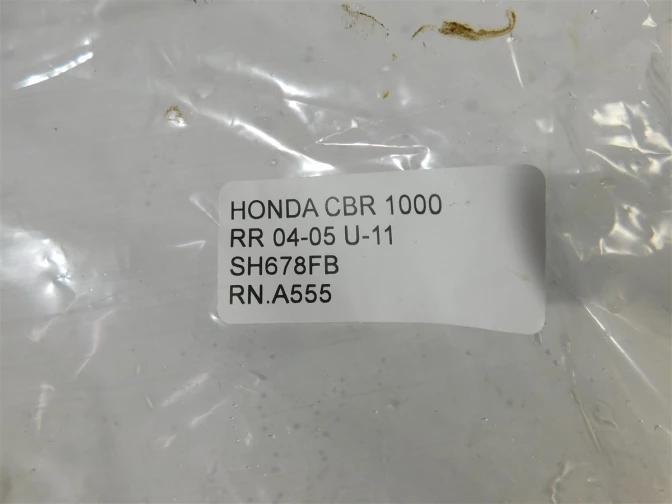 HONDA CBR 1000
RR 04-05 U-11
SH678FB
RN.A555